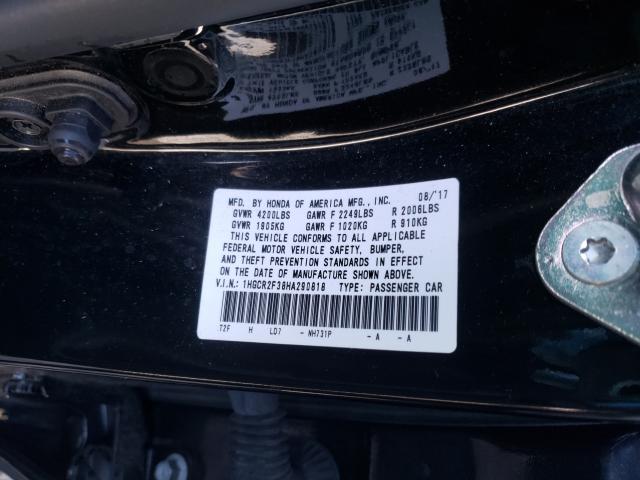 MFD. BY HONDA OF AMERICA MFG., INC. 08/'17
GVWR 4200LBS GAWR F 2249LBS R 2006LBS
GVWR 1905KG GAWR F 1020KG R 910KG
THIS VEHICLE CONFORMS TO ALL APPLICABLE
FEDERAL MOTOR VEHICLE SAFETY, BUMPER,
AND THEFT PREVENTION STANDARDS IN EFFECT
ON THE DATE OF MANUFACTURE SHOWN ABOVE.
V.I.N.: 1HGCR2F38HA290818 TYPE: PASSENGER CAR
T2F H LD7 - NH731P - A - A